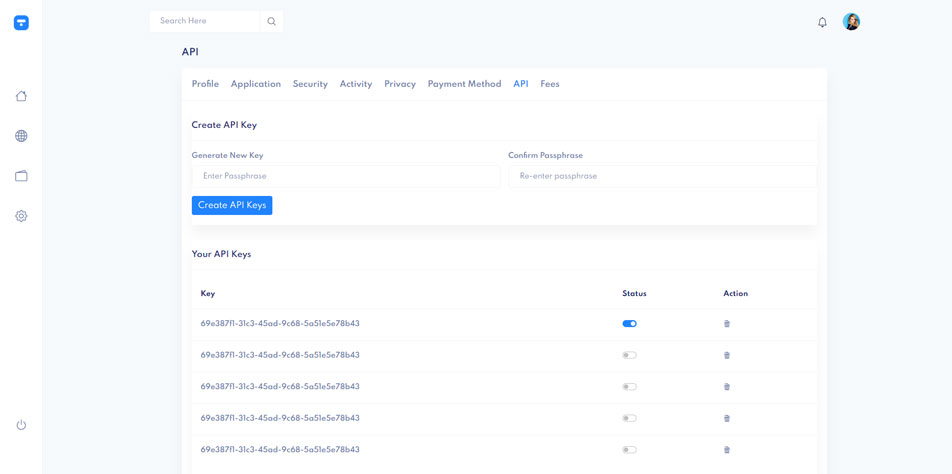 Search Here
API
Profile Application Security Activity Privacy Payment Method API Fees
Create API Key
Generate New Key Confirm Passphrase
Enter Passphrase Re-enter passphrase
Create API Keys
Your API Keys
Key Status Action
69e387f1-31c3-45ad-9c68-5a51e5e78b43
69e387f1-31c3-45ad-9c68-5a51e5e78b43
69e387f1-31c3-45ad-9c68-5a51e5e78b43
69e387f1-31c3-45ad-9c68-5a51e5e78b43
69e387f1-31c3-45ad-9c68-5a51e5e78b43